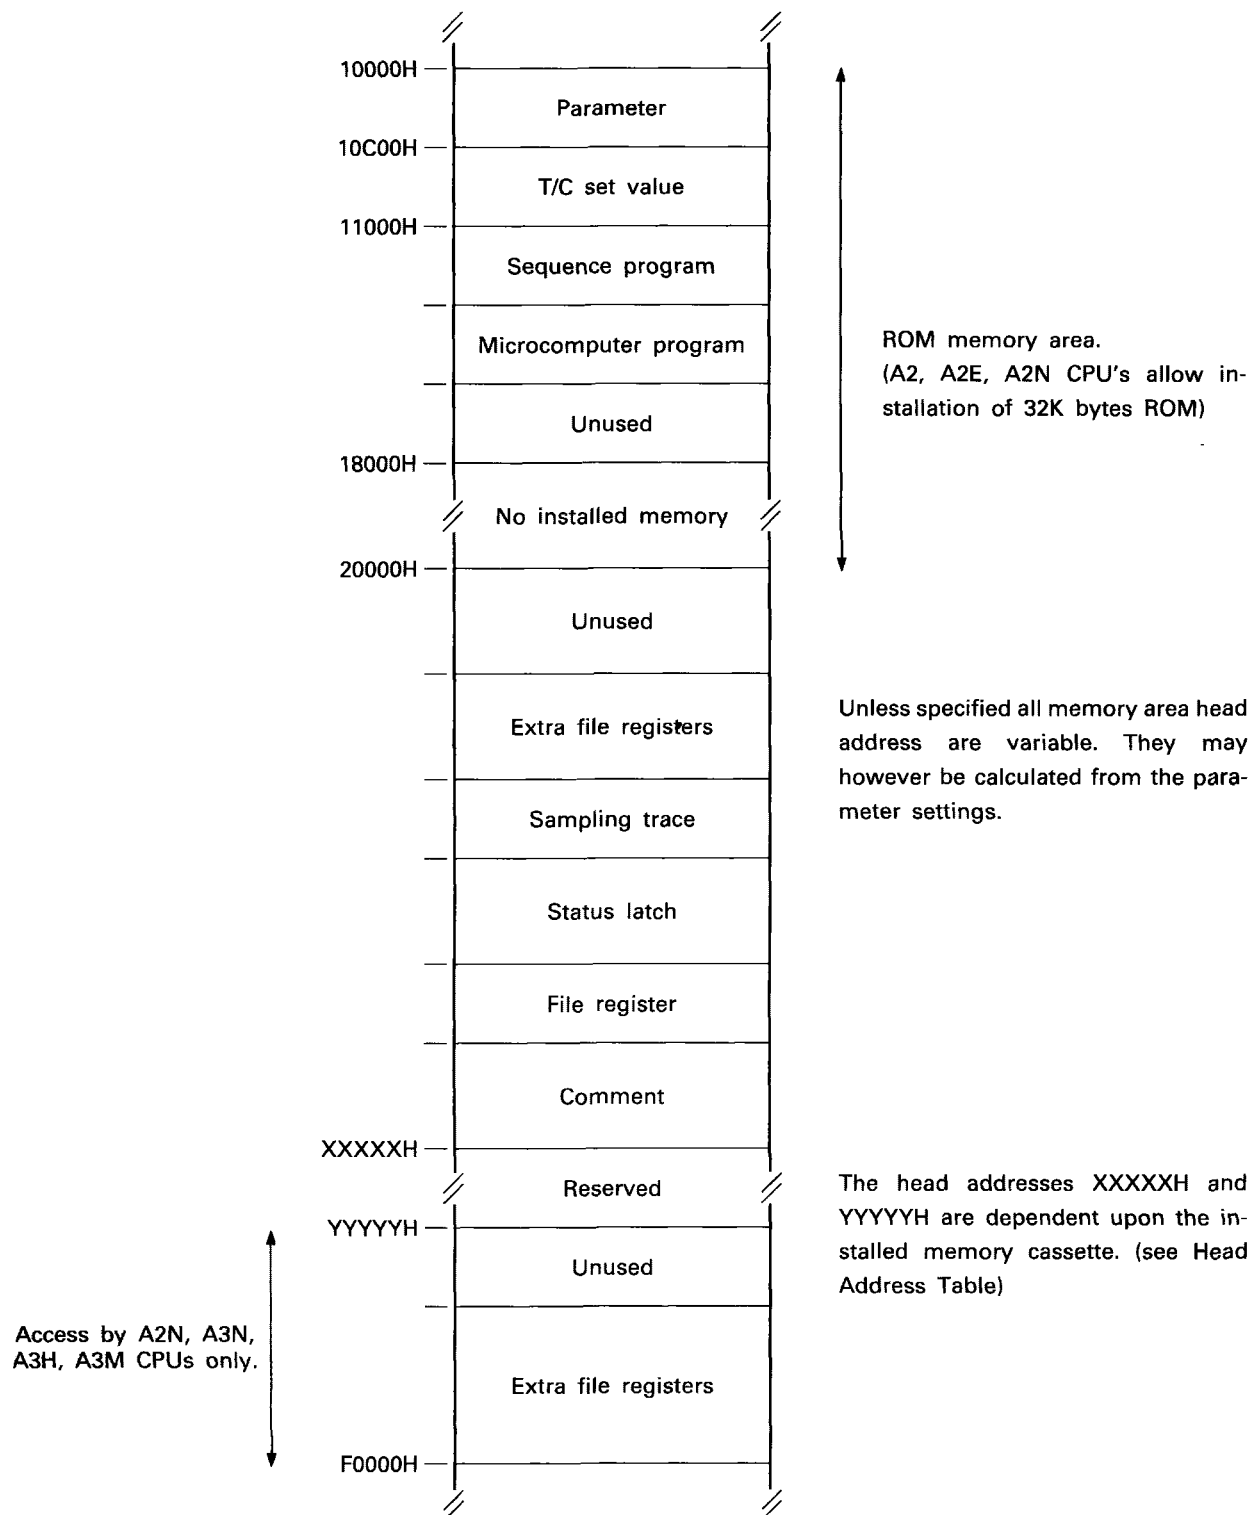 10000H
Parameter
10C00H
T/C set value
11000H
Sequence program
Microcomputer program
ROM memory area.
(A2, A2E, A2N CPU's allow in-
stallation of 32K bytes ROM)
Unused
18000H
No installed memory
20000H
Unused
Extra file registers
Unless specified all memory area head
address are variable. They may
however be calculated from the para-
meter settings.
Sampling trace
Status latch
File register
Comment
XXXXXH
Reserved
The head addresses XXXXXH and
YYYYYH are dependent upon the in-
stalled memory cassette. (see Head
Address Table)
YYYYYH
Unused
Access by A2N, A3N,
A3H, A3M CPUs only.
Extra file registers
F0000H